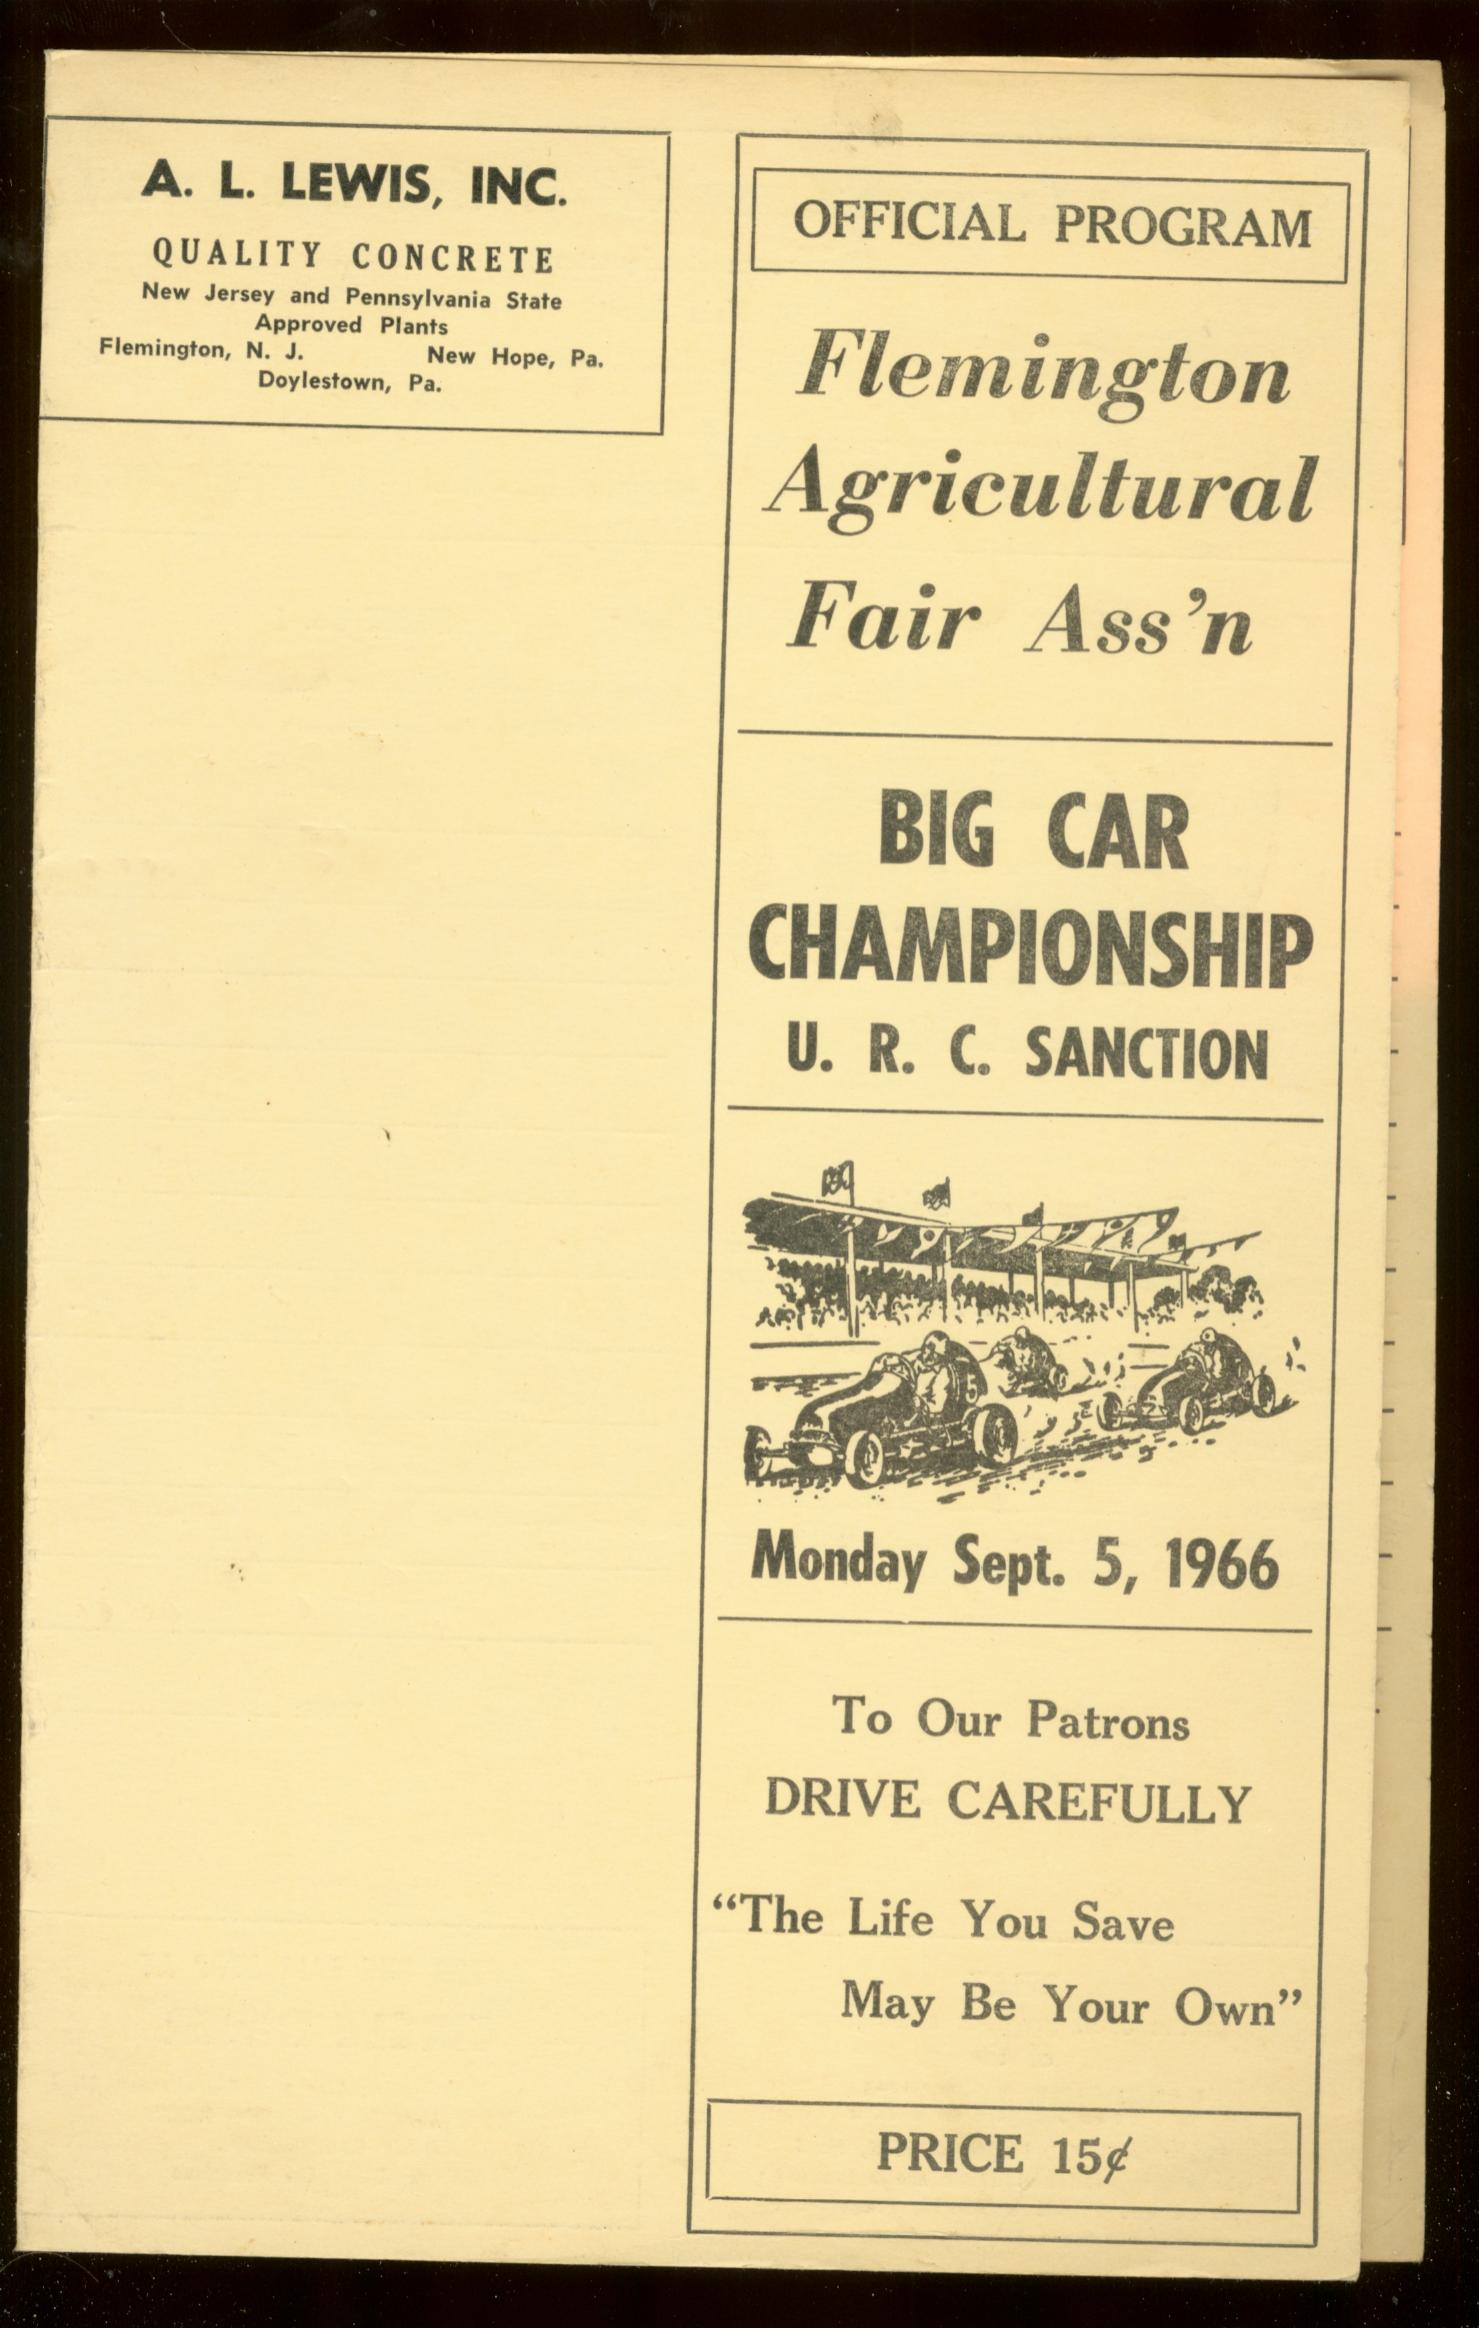 A. L. LEWIS, INC.
QUALITY CONCRETE
New Jersey and Pennsylvania State
Approved Plants
Flemington, N. J. New Hope, Pa.
Doylestown, Pa.
OFFICIAL PROGRAM
Flemington
Agricultural
Fair Ass'n
BIG CAR
CHAMPIONSHIP
U. R. C. SANCTION
5
Monday Sept. 5, 1966
To Our Patrons
DRIVE CAREFULLY
“The Life You Save
May Be Your Own”
PRICE 15¢